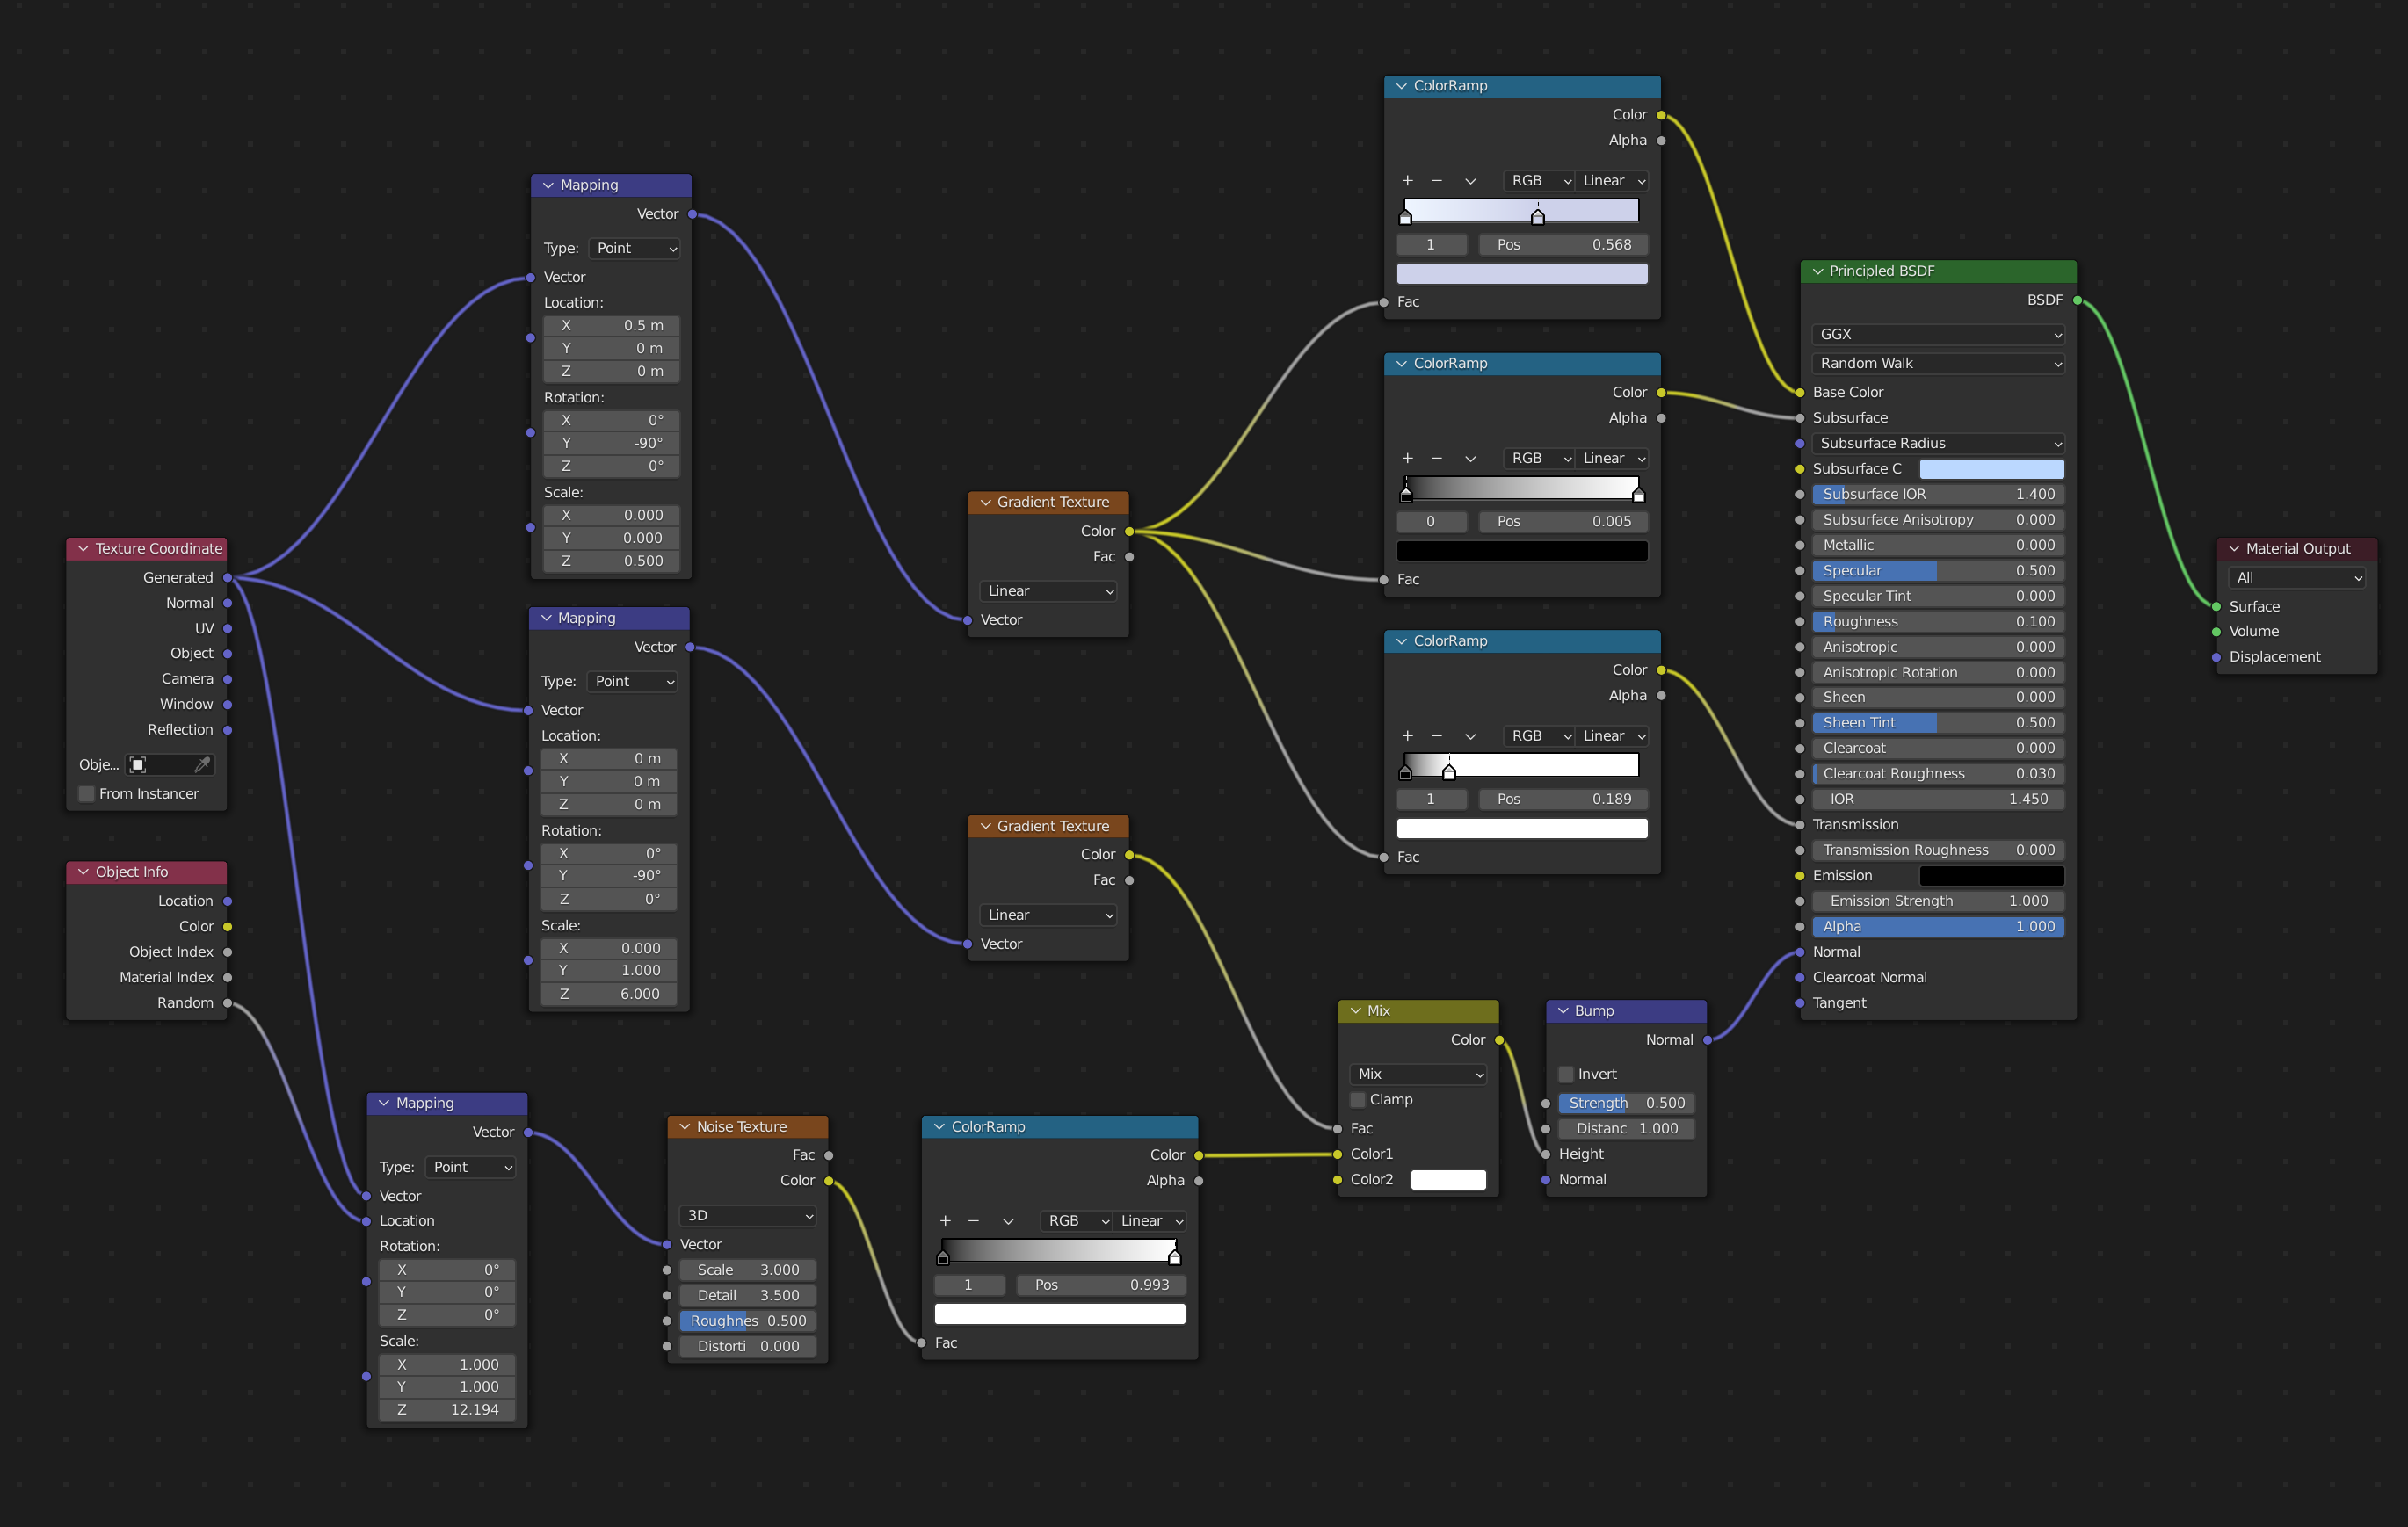 Texture Coordinate
Generated
Normal
UV
Object
Camera
Window
Reflection
Obje...
From Instancer
Object Info
Location
Color
Object Index
Material Index
Random
Mapping
Vector
Type: Point
Vector
Location:
X 0.5 m
Y 0 m
Z 0 m
Rotation:
X 0°
Y -90°
Z 0°
Scale:
X 0.000
Y 0.000
Z 0.500
Mapping
Vector
Type: Point
Vector
Location:
X 0 m
Y 0 m
Z 0 m
Rotation:
X 0°
Y -90°
Z 0°
Scale:
X 0.000
Y 1.000
Z 6.000
Mapping
Vector
Type: Point
Vector
Location
Rotation:
X 0°
Y 0°
Z 0°
Scale:
X 1.000
Y 1.000
Z 12.194
Noise Texture
Fac
Color
3D
Vector
Scale 3.000
Detail 3.500
Roughnes 0.500
Distorti 0.000
ColorRamp
Color
Alpha
+ − RGB Linear
1 Pos 0.993
Fac
Gradient Texture
Color
Fac
Linear
Vector
Gradient Texture
Color
Fac
Linear
Vector
ColorRamp
Color
Alpha
+ − RGB Linear
1 Pos 0.568
Fac
ColorRamp
Color
Alpha
+ − RGB Linear
0 Pos 0.005
Fac
ColorRamp
Color
Alpha
+ − RGB Linear
1 Pos 0.189
Fac
Mix
Color
Mix
Clamp
Fac
Color1
Color2
Bump
Normal
Invert
Strength 0.500
Distanc 1.000
Height
Normal
Principled BSDF
BSDF
GGX
Random Walk
Base Color
Subsurface
Subsurface Radius
Subsurface C
Subsurface IOR 1.400
Subsurface Anisotropy 0.000
Metallic 0.000
Specular 0.500
Specular Tint 0.000
Roughness 0.100
Anisotropic 0.000
Anisotropic Rotation 0.000
Sheen 0.000
Sheen Tint 0.500
Clearcoat 0.000
Clearcoat Roughness 0.030
IOR 1.450
Transmission
Transmission Roughness 0.000
Emission
Emission Strength 1.000
Alpha 1.000
Normal
Clearcoat Normal
Tangent
Material Output
All
Surface
Volume
Displacement